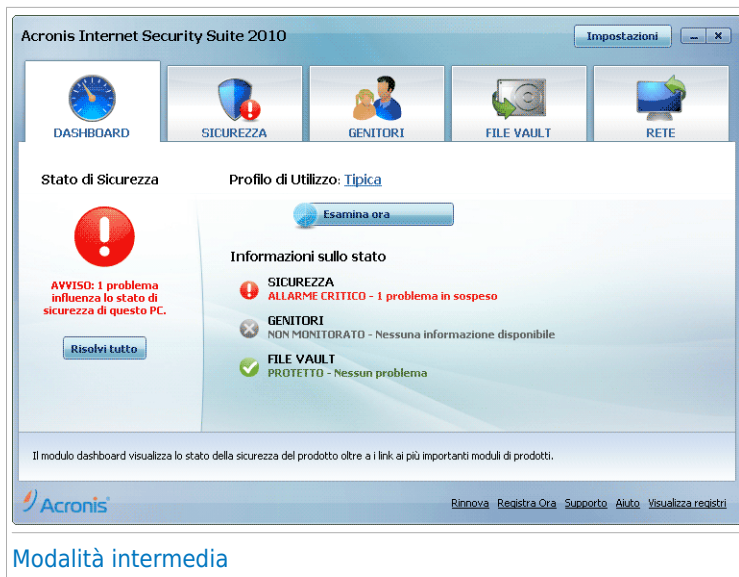 Acronis Internet Security Suite 2010
Impostazioni
DASHBOARD
SICUREZZA
GENITORI
FILE VAULT
RETE
Stato di Sicurezza
AVVISO: 1 problema
influenza lo stato di
sicurezza di questo PC.
Risolvi tutto
Profilo di Utilizzo: Tipica
Esamina ora
Informazioni sullo stato
SICUREZZA
ALLARME CRITICO - 1 problema in sospeso
GENITORI
NON MONITORATO - Nessuna informazione disponibile
FILE VAULT
PROTETTO - Nessun problema
Il modulo dashboard visualizza lo stato della sicurezza del prodotto oltre a i link ai più importanti moduli di prodotti.
Acronis
Rinnova Registra Ora Supporto Aiuto Visualizza registri
Modalità intermedia